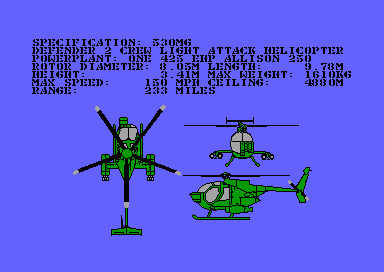 SPECIFICATION: 530MG
DEFENDER 2 CREW LIGHT ATTACK HELICOPTER
POWERPLANT: ONE 425 EHP ALLISON 250
ROTOR DIAMETER: 8.05M LENGTH: 9.78M
HEIGHT: 3.41M MAX WEIGHT: 1610KG
MAX SPEED: 150 MPH CEILING: 4880M
RANGE: 233 MILES